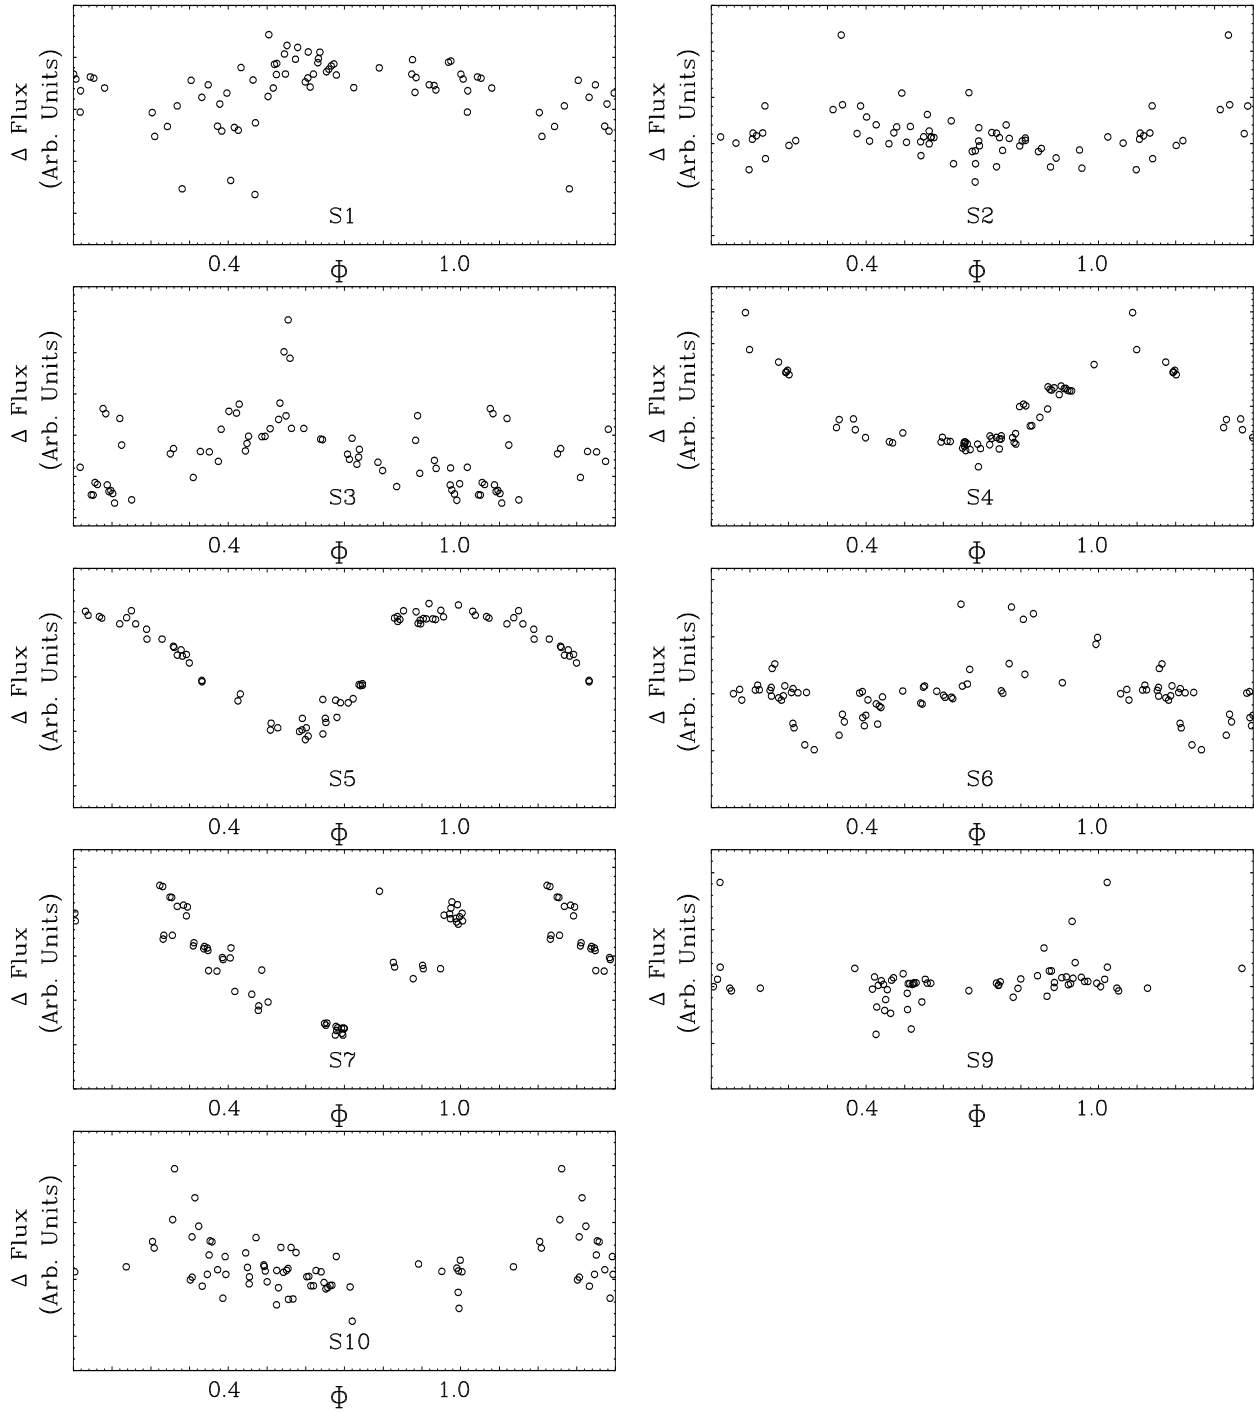 Δ Flux
(Arb. Units)
S1
0.4
Φ
1.0
Δ Flux
(Arb. Units)
S2
0.4
Φ
1.0
Δ Flux
(Arb. Units)
S3
0.4
Φ
1.0
Δ Flux
(Arb. Units)
S4
0.4
Φ
1.0
Δ Flux
(Arb. Units)
S5
0.4
Φ
1.0
Δ Flux
(Arb. Units)
S6
0.4
Φ
1.0
Δ Flux
(Arb. Units)
S7
0.4
Φ
1.0
Δ Flux
(Arb. Units)
S9
0.4
Φ
1.0
Δ Flux
(Arb. Units)
S10
0.4
Φ
1.0